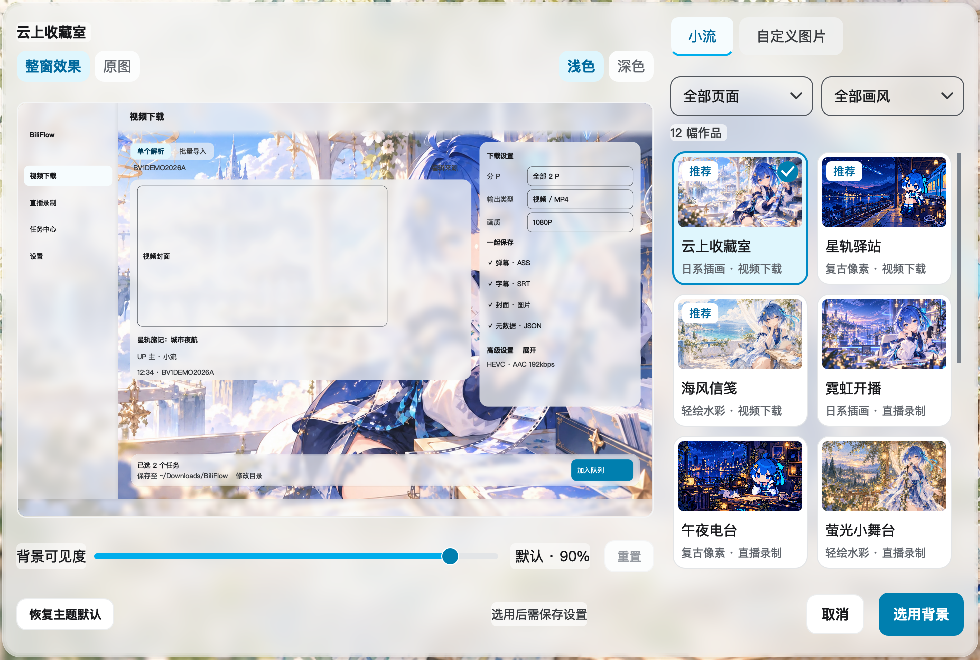 云上收藏室
整窗效果
原图
浅色
深色
BiliFlow
视频下载
直播录制
任务中心
设置
视频下载
单个解析
批量导入
BV1DEMO2026A
视频封面
星轨旅记：城市夜航
UP 主 · 小流
12:34 · BV1DEMO2026A
下载设置
分 P
全部 2 P
输出类型
视频 / MP4
画质
1080P
一起保存
✓ 弹幕 · ASS
✓ 字幕 · SRT
✓ 封面 · 图片
✓ 元数据 · JSON
高级设置 展开
HEVC · AAC 192kbps
已选 2 个任务
保存至 ~/Downloads/BiliFlow 修改目录
加入队列
背景可见度
默认 · 90%
重置
恢复主题默认
选用后需保存设置
小流
自定义图片
全部页面
全部画风
12 幅作品
推荐
云上收藏室
日系插画 · 视频下载
推荐
星轨驿站
复古像素 · 视频下载
推荐
海风信笺
轻绘水彩 · 视频下载
霓虹开播
日系插画 · 直播录制
午夜电台
复古像素 · 直播录制
萤光小舞台
轻绘水彩 · 直播录制
取消
选用背景